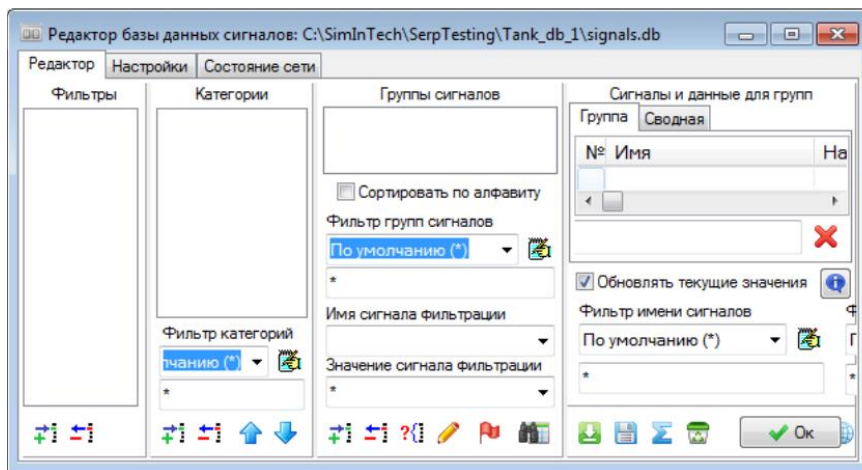 Редактор базы данных сигналов: C:\SimInTech\SerpTesting\Tank_db_1\signals.db
Редактор Настройки Состояние сети
Фильтры
Категории
Фильтр категорий
лчанию (*)
*
Группы сигналов
Сортировать по алфавиту
Фильтр групп сигналов
По умолчанию (*)
*
Имя сигнала фильтрации
Значение сигнала фильтрации
*
Сигналы и данные для групп
Группа Сводная
№ Имя На
Обновлять текущие значения
Фильтр имени сигналов
По умолчанию (*)
*
*
Ок